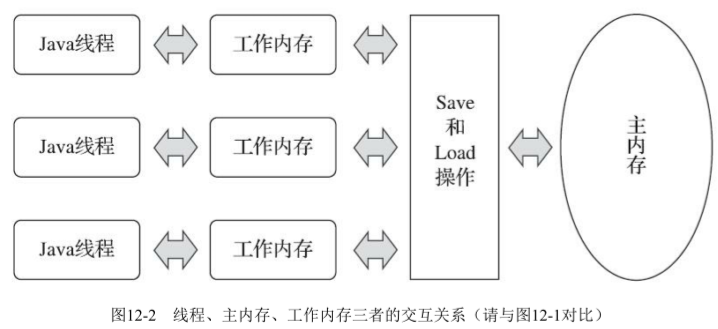 Java线程
工作内存
Java线程
工作内存
Java线程
工作内存
Save
和
Load
操作
主
内
存
图12-2 线程、主内存、工作内存三者的交互关系（请与图12-1对比）